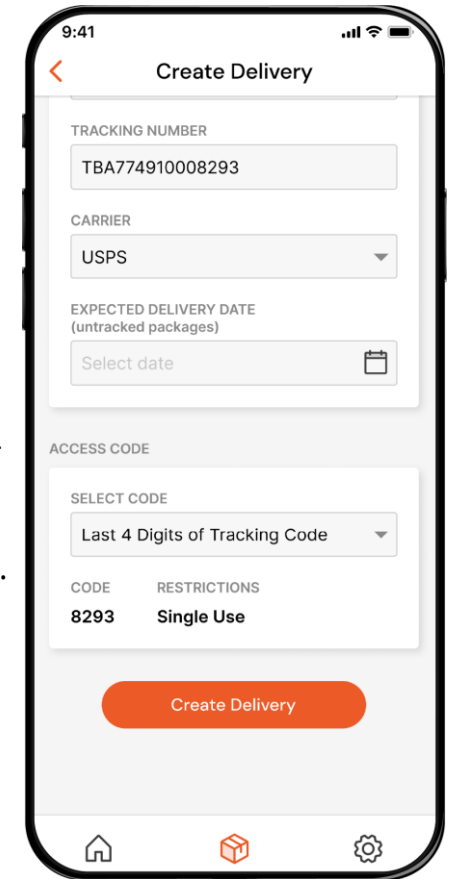 9:41
Create Delivery
TRACKING NUMBER
TBA774910008293
CARRIER
USPS
EXPECTED DELIVERY DATE
(untracked packages)
Select date
ACCESS CODE
SELECT CODE
Last 4 Digits of Tracking Code
CODE RESTRICTIONS
8293 Single Use
Create Delivery